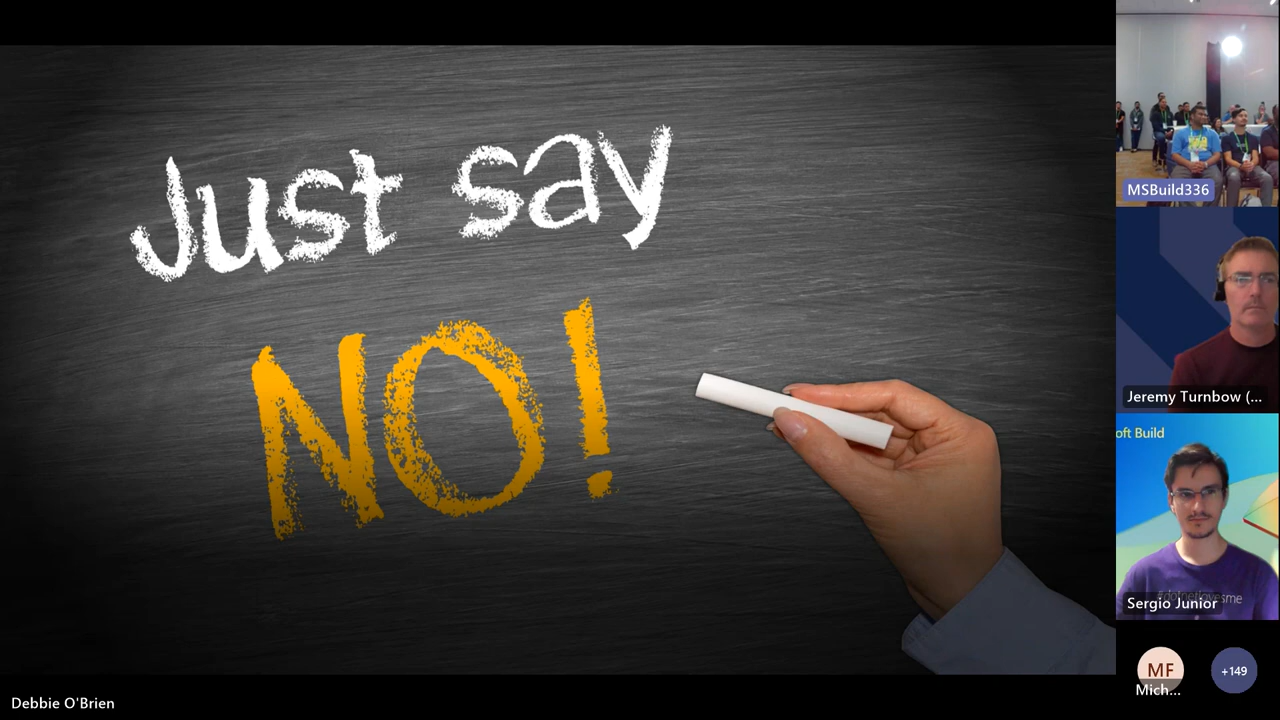 Just say
NO!
MSBuild336
Jeremy Turnbow (...
oft Build
Sergio Junior
MF
Mich...
+149
Debbie O'Brien